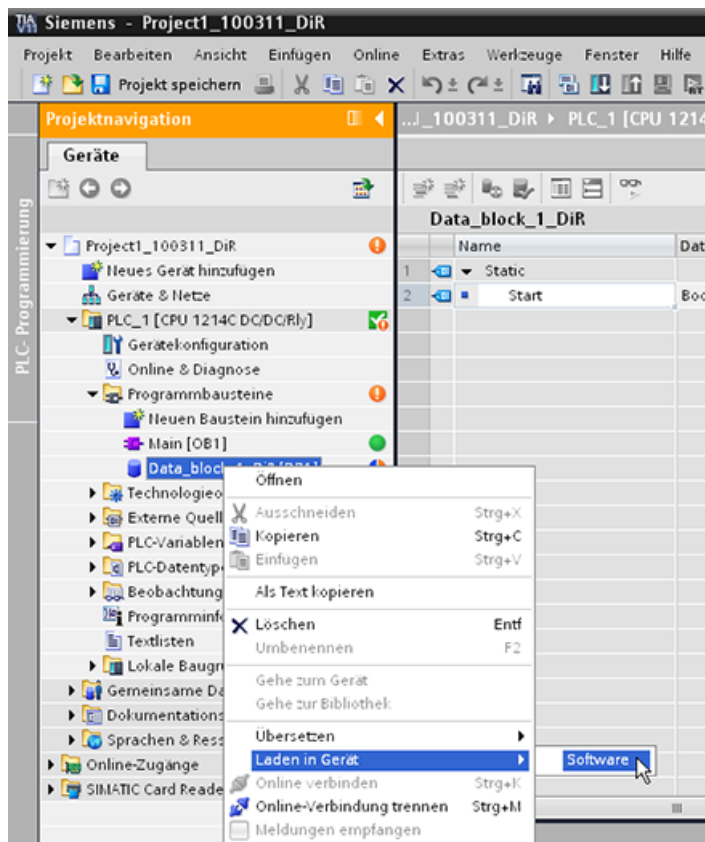 Siemens - Project1_100311_DiR
Projekt Bearbeiten Ansicht Einfügen Online Extras Werkzeuge Fenster Hilfe
Projekt speichern
Projektnavigation
..._100311_DiR ▸ PLC_1 [CPU 1214
Geräte
PLC-Programmierung
Data_block_1_DiR
Project1_100311_DiR
Name
Dat
Neues Gerät hinzufügen
1 Static
Geräte & Netze
2 Start
Boo
PLC_1 [CPU 1214C DC/DC/Rly]
Gerätekonfiguration
Online & Diagnose
Programmbausteine
Neuen Baustein hinzufügen
Main [OB1]
Data_block_1_DiR [DB1]
Öffnen
Technologieo
Ausschneiden Strg+X
Externe Quell
Kopieren Strg+C
PLC-Variablen
Einfügen Strg+V
PLC-Datentype
Beobachtung
Als Text kopieren
Programminfo
Löschen Entf
Textlisten
Umbenennen F2
Lokale Baugru
Gehe zum Gerät
Gemeinsame Da
Gehe zur Bibliothek
Dokumentations
Sprachen & Ress
Übersetzen
Online-Zugänge
Laden in Gerät
Software
SIMATIC Card Reade
Online verbinden Strg+K
Online-Verbindung trennen Strg+M
Meldungen empfangen